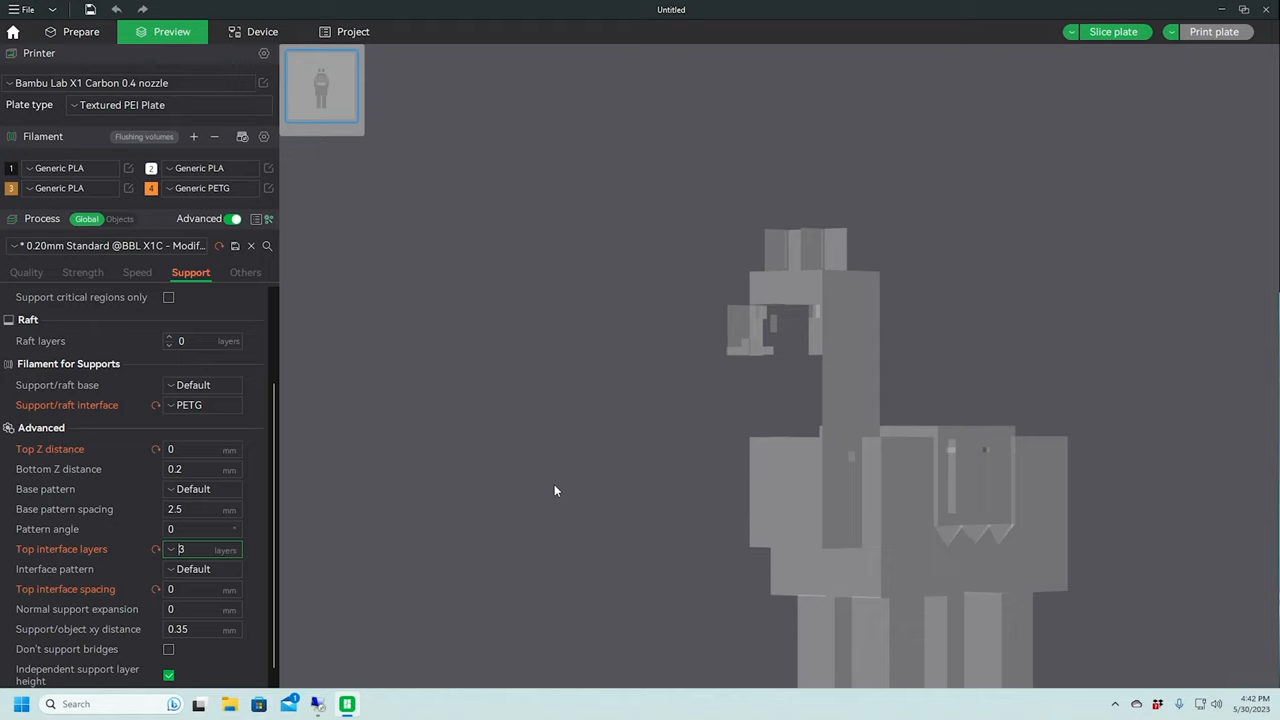 File
Untitled
Prepare
Preview
Device
Project
Slice plate
Print plate
Printer
Bambu Lab X1 Carbon 0.4 nozzle
Plate type
Textured PEI Plate
Filament
Flushing volumes
1 Generic PLA
2 Generic PLA
3 Generic PLA
4 Generic PETG
Process
Global
Objects
Advanced
* 0.20mm Standard @BBL X1C - Modif...
Quality
Strength
Speed
Support
Others
Support critical regions only
Raft
Raft layers 0 layers
Filament for Supports
Support/raft base Default
Support/raft interface PETG
Advanced
Top Z distance 0 mm
Bottom Z distance 0.2 mm
Base pattern Default
Base pattern spacing 2.5 mm
Pattern angle 0 °
Top interface layers 3 layers
Interface pattern Default
Top interface spacing 0 mm
Normal support expansion 0 mm
Support/object xy distance 0.35 mm
Don't support bridges
Independent support layer
height
Search
1
4:42 PM
5/30/2023